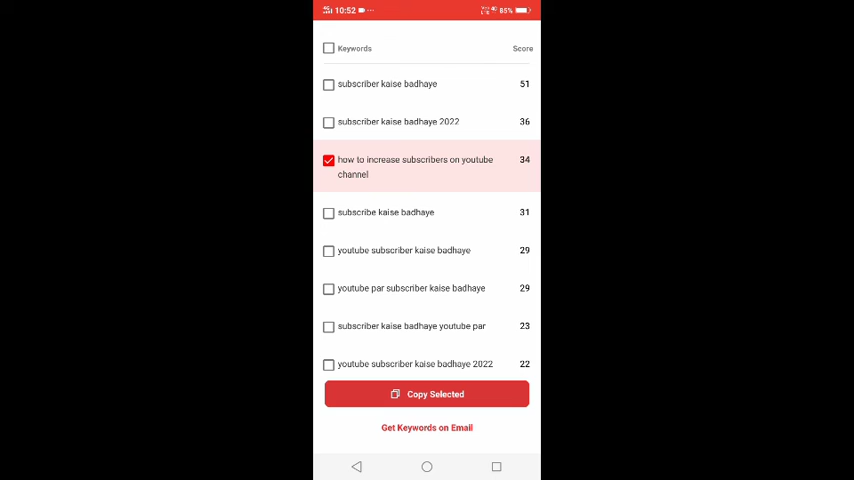 10:52
85%
Keywords Score
subscriber kaise badhaye 51
subscriber kaise badhaye 2022 36
how to increase subscribers on youtube 34
channel
subscribe kaise badhaye 31
youtube subscriber kaise badhaye 29
youtube par subscriber kaise badhaye 29
subscriber kaise badhaye youtube par 23
youtube subscriber kaise badhaye 2022 22
Copy Selected
Get Keywords on Email